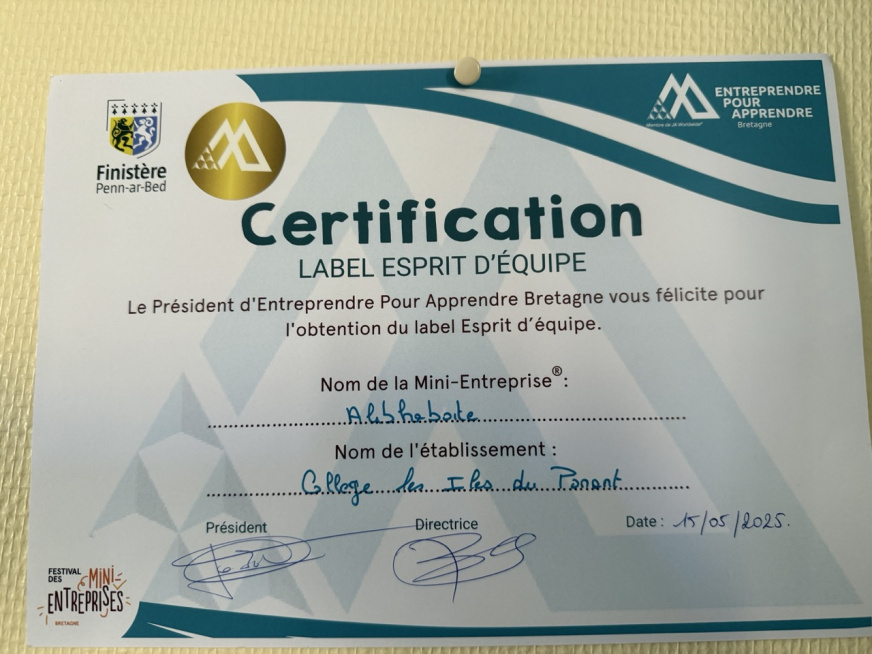 Finistère
Penn-ar-Bed
ENTREPRENDRE
POUR
APPRENDRE
Bretagne
Certification
LABEL ESPRIT D'ÉQUIPE
Le Président d'Entreprendre Pour Apprendre Bretagne vous félicite pour
l'obtention du label Esprit d'équipe.
Nom de la Mini-Entreprise® :
Nom de l'établissement :
College les Iles du Ponant
Président
Directrice
Date : 15/05/2025.
FESTIVAL
DES
MINI
ENTREPRISES
BRETAGNE